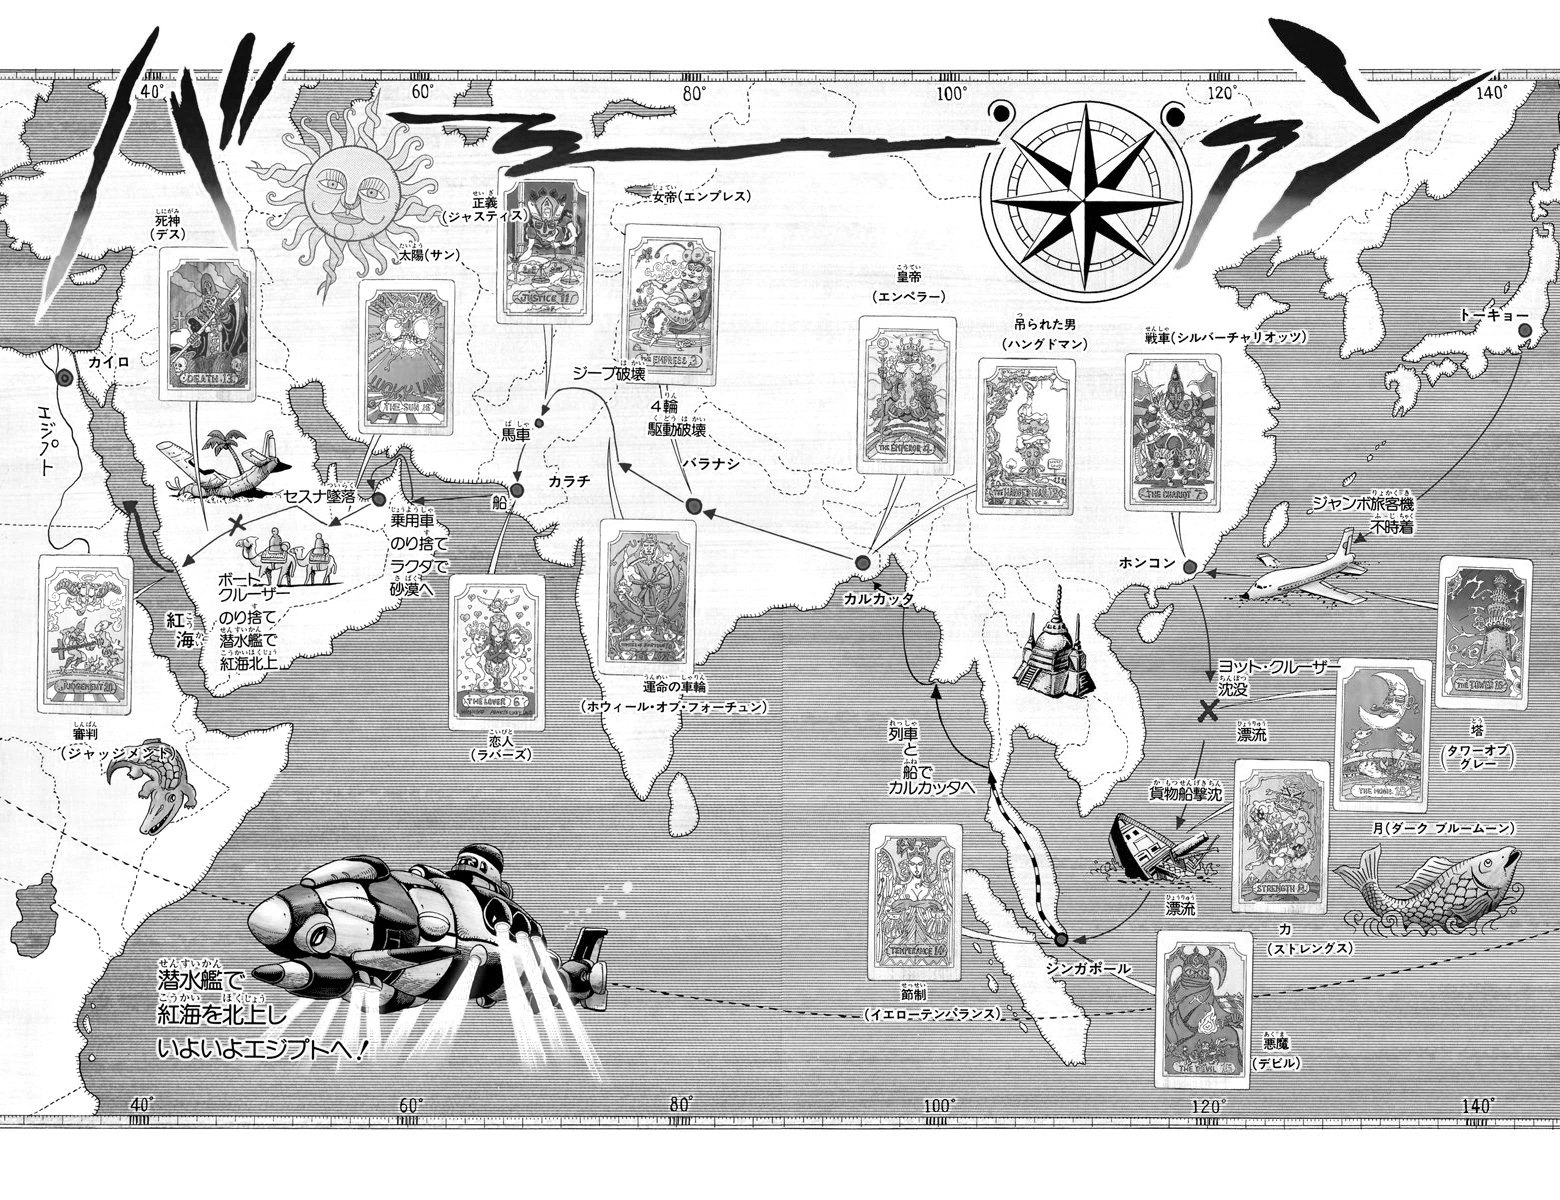 40°
60°
80°
100°
120°
140°
死神
(デス)
正義
(ジャスティス)
女帝(エンプレス)
太陽(サン)
皇帝
(エンペラー)
吊られた男
(ハングドマン)
戦車(シルバーチャリオッツ)
トーキョー
カイロ
エジプト
DEATH・13
THE SUN
JUSTICE 11
THE EMPRESS,3
THE EMPEROR 4
THE HANGED MAN 12
THE CHARIOT 7
ジープ破壊
4輪
駆動破壊
馬車
カラチ
バラナシ
船
セスナ墜落
乗用車
のり捨て
ラクダで
砂漠へ
ボート
クルーザー
のり捨て
潜水艦で
紅海北上
紅海
カルカッタ
ホンコン
ジャンボ旅客機
不時着
ヨット・クルーザー
沈没
漂流
貨物船撃沈
漂流
列車
と
船で
カルカッタへ
シンガポール
JUDGEMENT 20
審判
(ジャッジメント)
THE LOVER 6
恋人
(ラバーズ)
運命の車輪
(ホウィール・オブ・フォーチュン)
THE TOWER 16
塔
(タワーオブグレー)
THE MOON
月(ダーク ブルームーン)
STRENGTH 8
力
(ストレングス)
TEMPERANCE 14
節制
(イエローテンパランス)
THE DEVIL 15
悪魔
(デビル)
潜水艦で
紅海を北上し
いよいよエジプトへ!
40°
60°
80°
100°
120°
140°